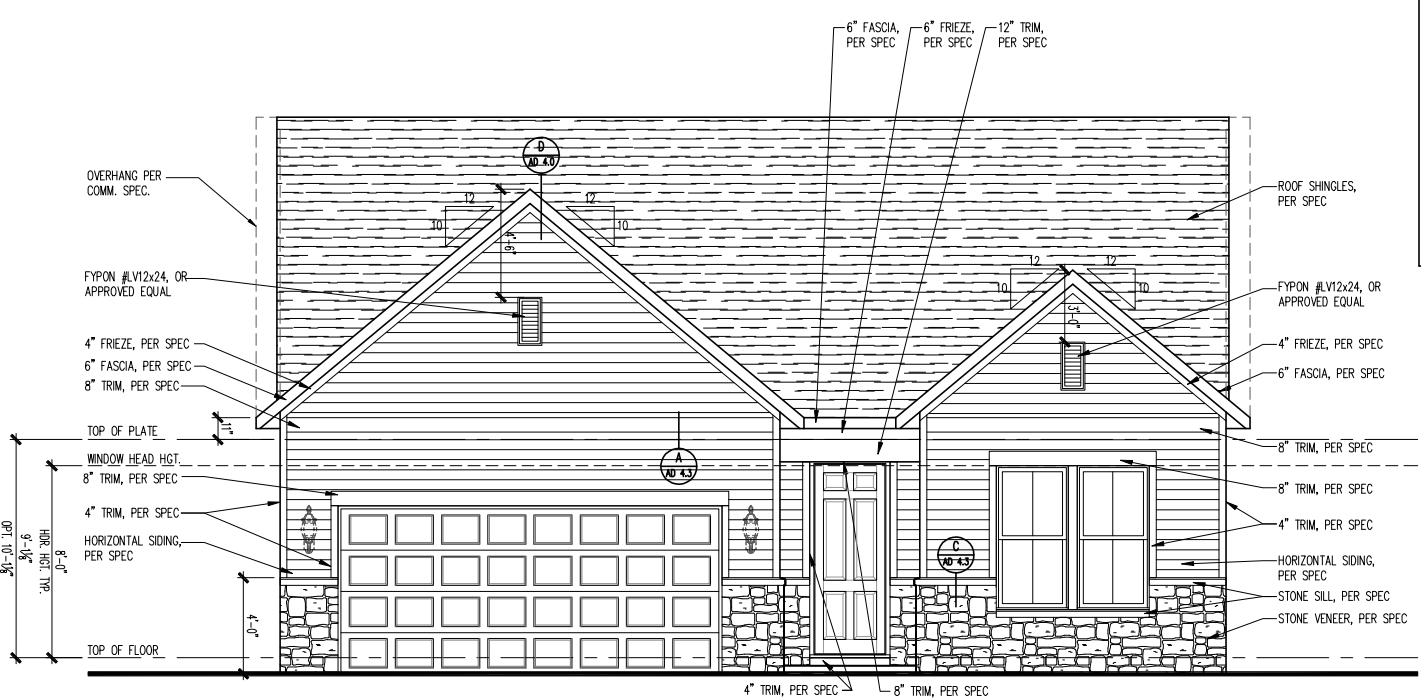 6" FASCIA,
PER SPEC
6" FRIEZE,
PER SPEC
12" TRIM,
PER SPEC
D
AD 4.0
OVERHANG PER
COMM. SPEC.
12
10
12
10
4'-6"
ROOF SHINGLES,
PER SPEC
FYPON #LV12x24, OR
APPROVED EQUAL
12
10
12
10
3'-0"
FYPON #LV12x24, OR
APPROVED EQUAL
4" FRIEZE, PER SPEC
6" FASCIA, PER SPEC
8" TRIM, PER SPEC
4" FRIEZE, PER SPEC
6" FASCIA, PER SPEC
11"
TOP OF PLATE
WINDOW HEAD HGT.
8" TRIM, PER SPEC
A
AD 4.3
8" TRIM, PER SPEC
8" TRIM, PER SPEC
4" TRIM, PER SPEC
HORIZONTAL SIDING,
PER SPEC
4" TRIM, PER SPEC
C
AD 4.3
HORIZONTAL SIDING,
PER SPEC
STONE SILL, PER SPEC
STONE VENEER, PER SPEC
8'-0"
HDR. HGT. TYP.
9'-1⅛"
OPT. 10'-1⅛"
4'-0"
TOP OF FLOOR
4" TRIM, PER SPEC
8" TRIM, PER SPEC